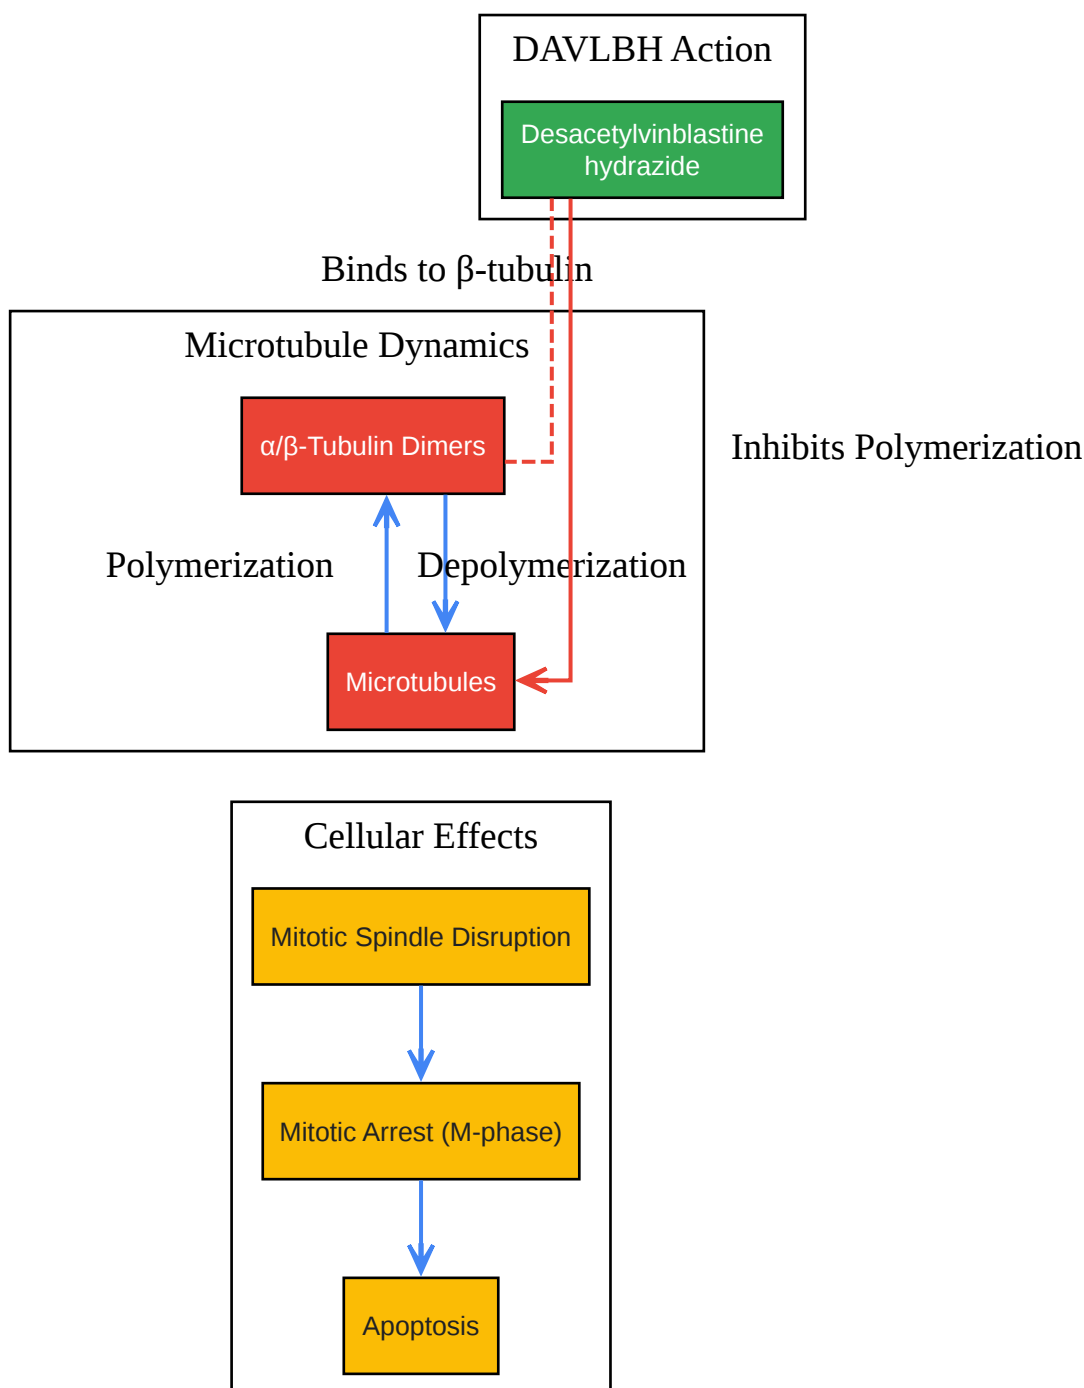 DAVLBH Action
Desacetylvinblastine
hydrazide
Binds to β-tubulin
Microtubule Dynamics
α/β-Tubulin Dimers
Inhibits Polymerization
Polymerization
Depolymerization
Microtubules
Cellular Effects
Mitotic Spindle Disruption
Mitotic Arrest (M-phase)
Apoptosis